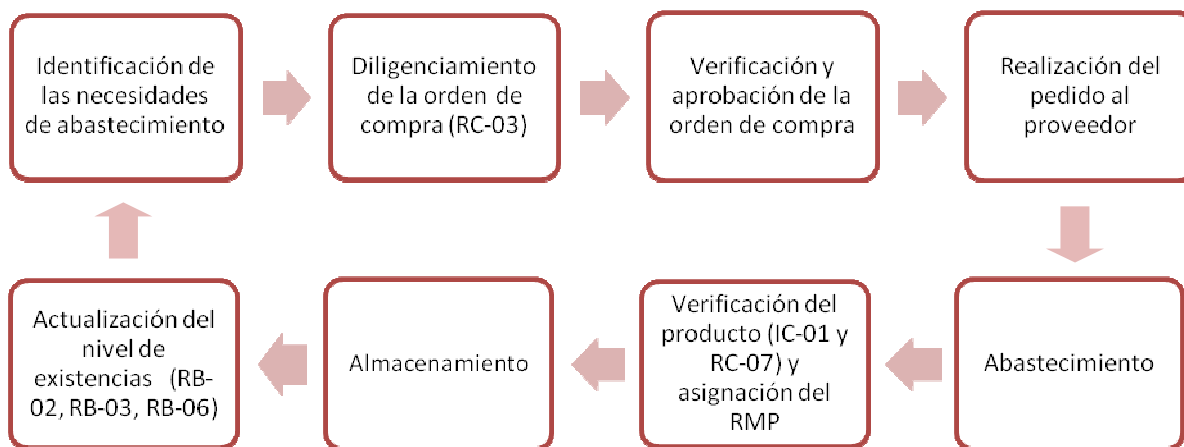 Identificación de
las necesidades
de abastecimiento
Diligenciamiento
de la orden de
compra (RC-03)
Verificación y
aprobación de la
orden de compra
Realización del
pedido al
proveedor
Abastecimiento
Verificación del
producto (IC-01 y
RC-07) y
asignación del
RMP
Almacenamiento
Actualización del
nivel de
existencias (RB-
02, RB-03, RB-06)